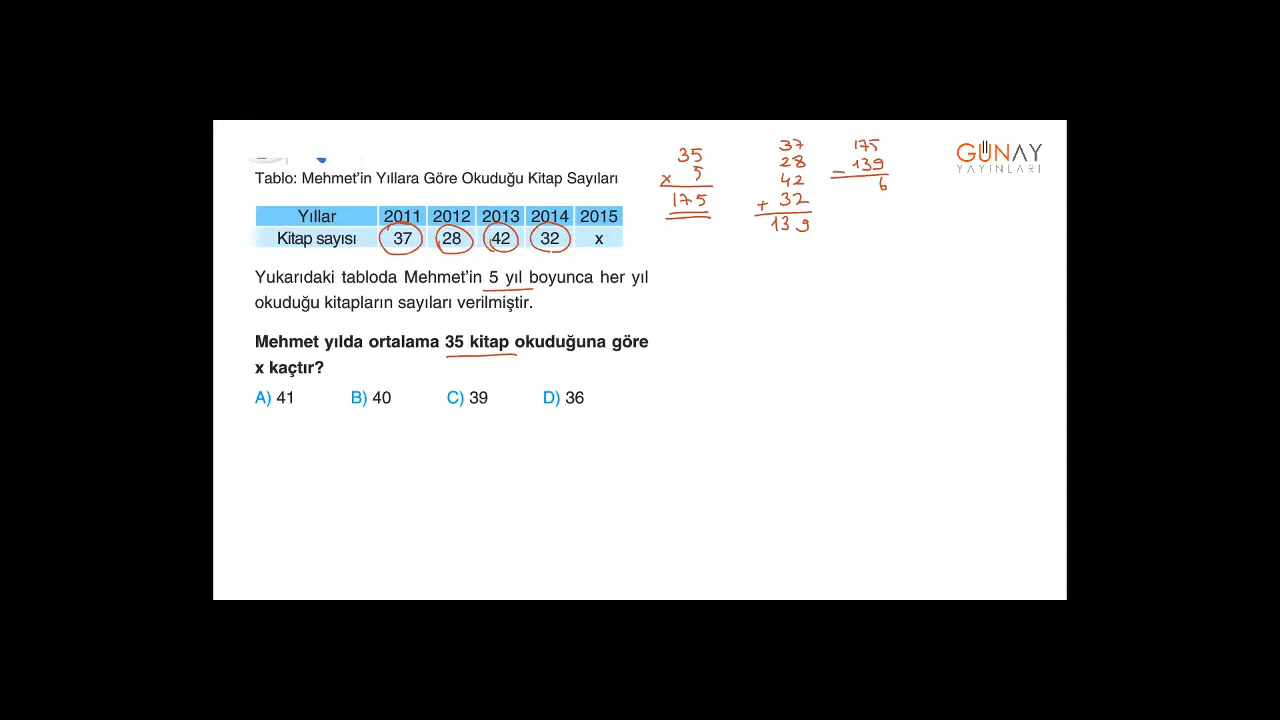 GÜNAY
YAYINLARI
Tablo: Mehmet'in Yıllara Göre Okuduğu Kitap Sayıları
Yıllar 2011 2012 2013 2014 2015
Kitap sayısı 37 28 42 32 x
Yukarıdaki tabloda Mehmet'in 5 yıl boyunca her yıl
okuduğu kitapların sayıları verilmiştir.
Mehmet yılda ortalama 35 kitap okuduğuna göre
x kaçtır?
A) 41 B) 40 C) 39 D) 36
35
x 5
175
37
28
42
+ 32
139
175
- 139
6